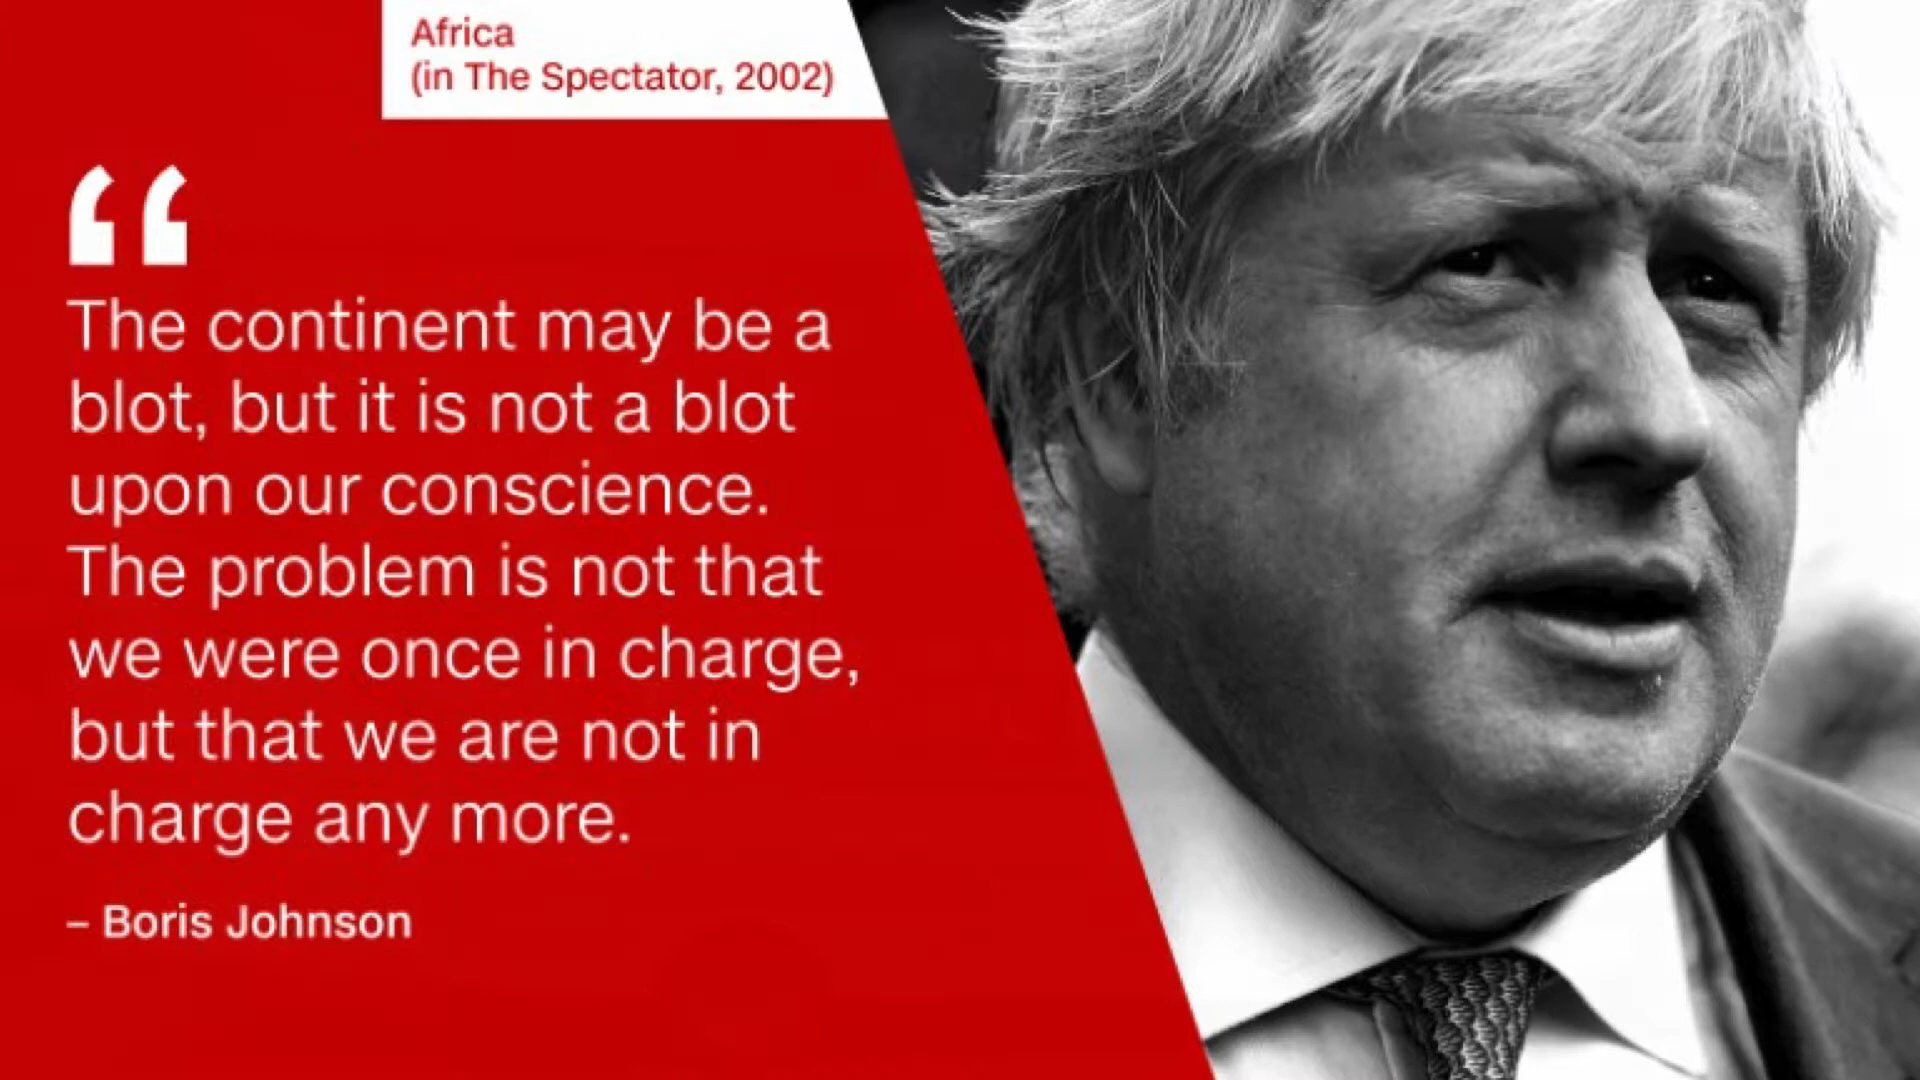 Africa
(in The Spectator, 2002)
“
The continent may be a
blot, but it is not a blot
upon our conscience.
The problem is not that
we were once in charge,
but that we are not in
charge any more.
– Boris Johnson